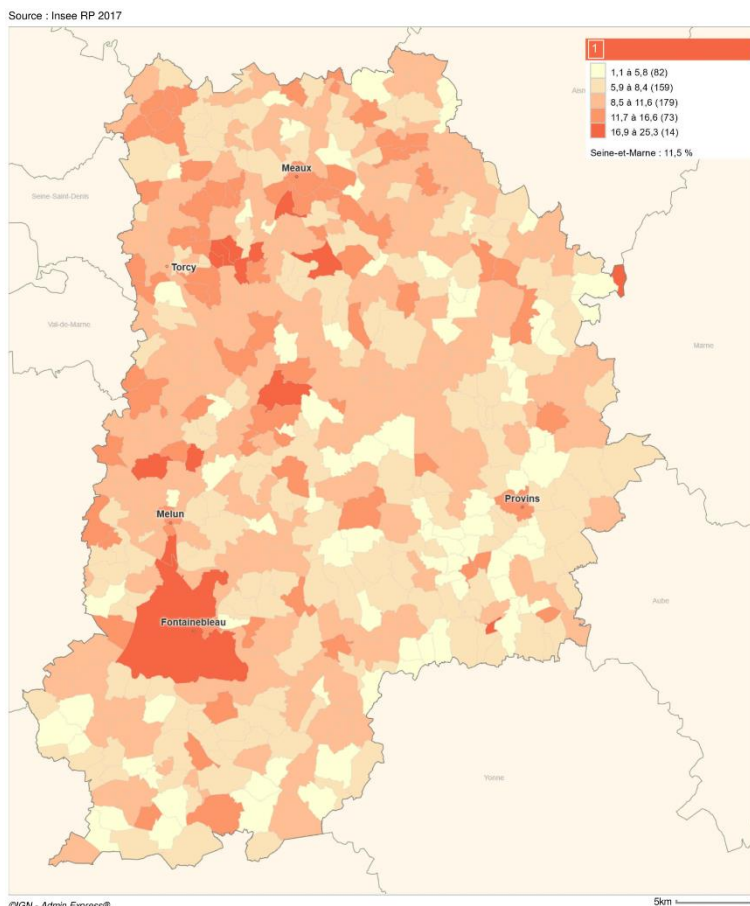 Source : Insee RP 2017
1
1,1 à 5,8 (82)
5,9 à 8,4 (159)
8,5 à 11,6 (179)
11,7 à 16,6 (73)
16,9 à 25,3 (14)
Seine-et-Marne : 11,5 %
Aisn
Meaux
Seine-Saint-Denis
Torcy
Val-de-Marne
Marne
Provins
Melun
Aube
Fontainebleau
Yonne
5km
©IGN - Admin Express®